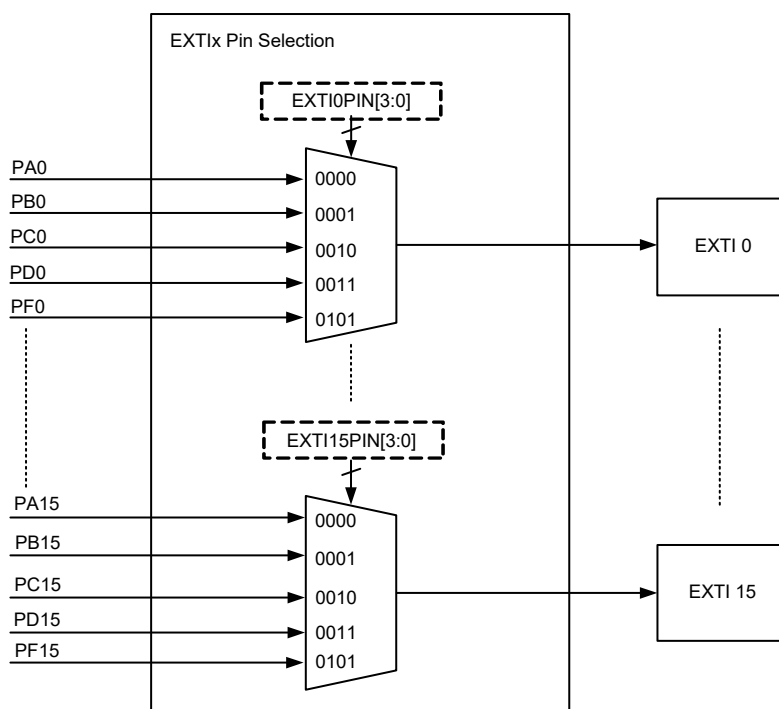 EXTIx Pin Selection
EXTI0PIN[3:0]
PA0
0000
PB0
0001
PC0
0010
EXTI 0
PD0
0011
PF0
0101
EXTI15PIN[3:0]
PA15
0000
PB15
0001
PC15
0010
EXTI 15
PD15
0011
PF15
0101